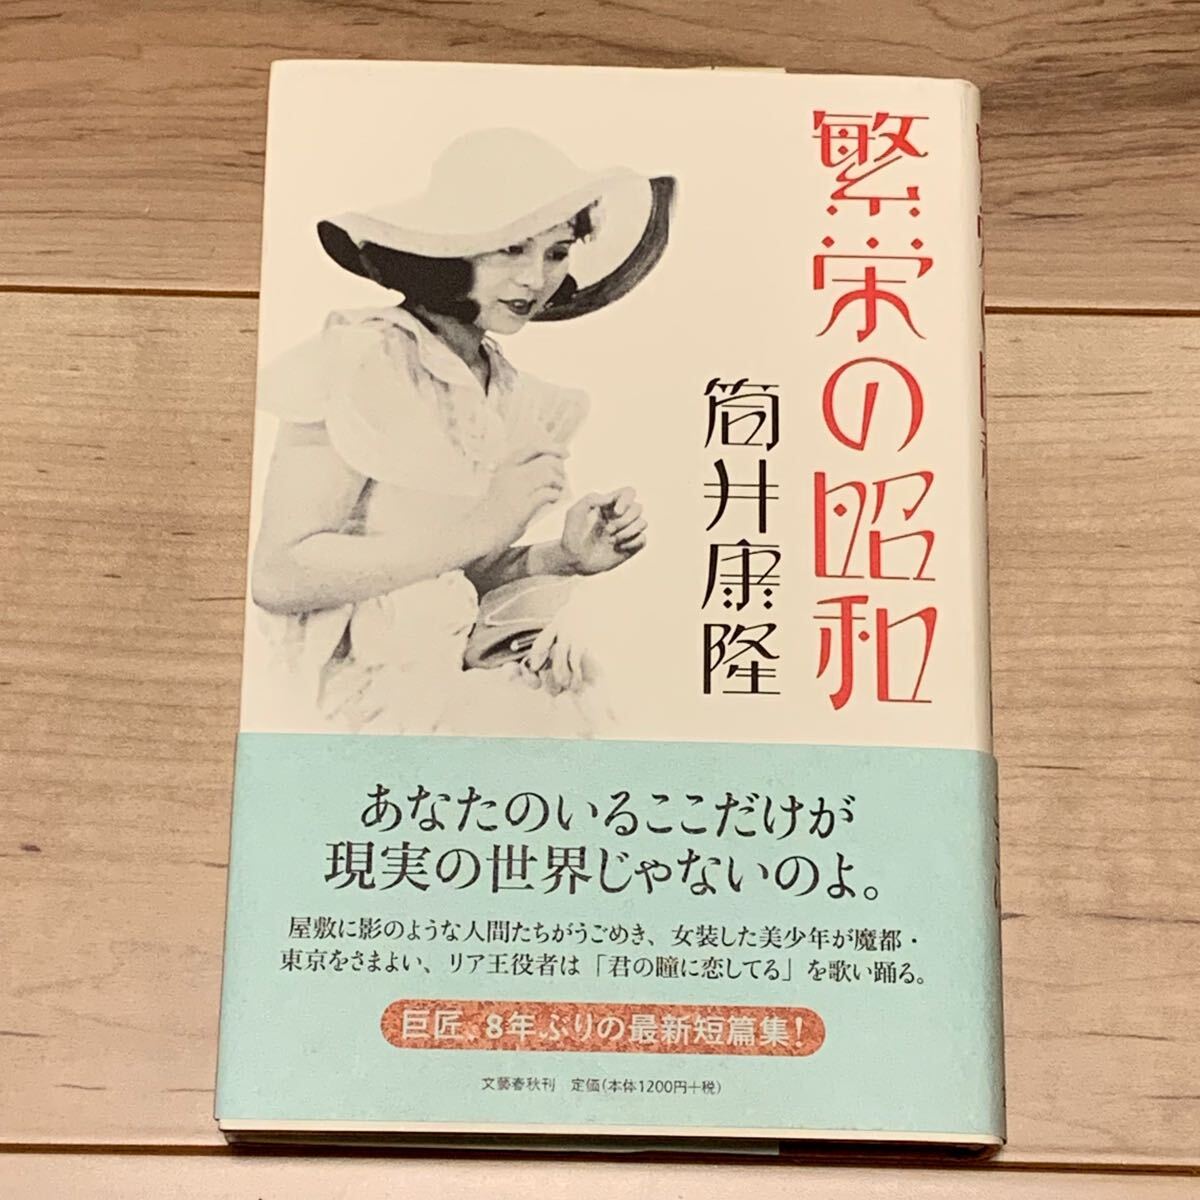 繁栄の昭和
筒井康隆
あなたのいるここだけが
現実の世界じゃないのよ。
屋敷に影のような人間たちがうごめき、女装した美少年が魔都・
東京をさまよい、リア王役者は「君の瞳に恋してる」を歌い踊る。
巨匠、8年ぶりの最新短篇集！
文藝春秋刊 定価（本体1200円+税）